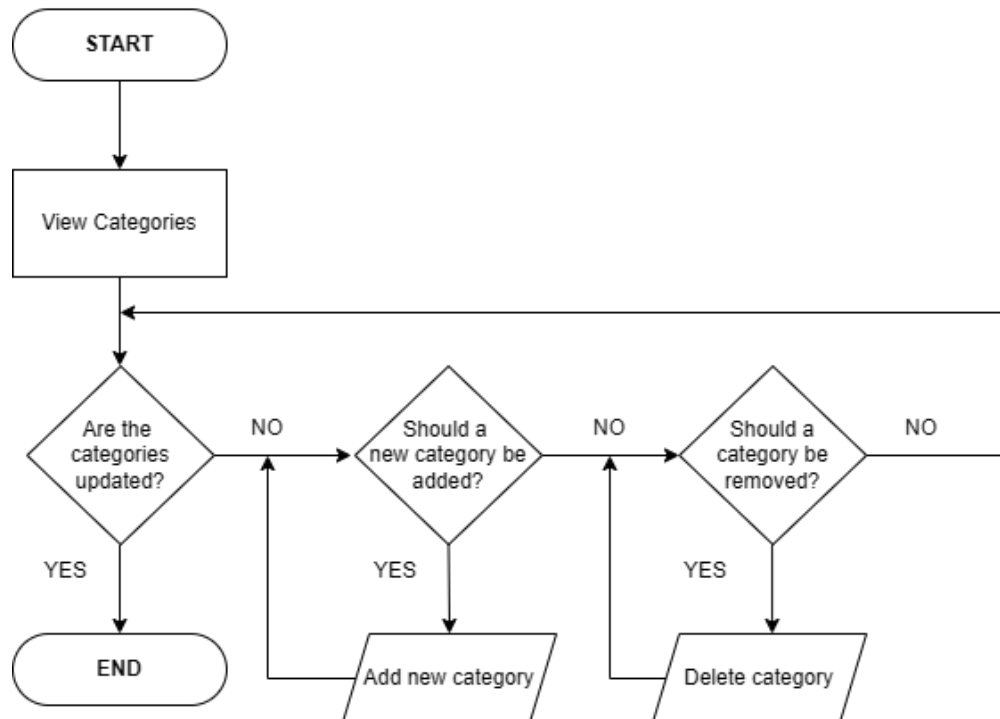 START
View Categories
Are the
categories
updated?
NO
Should a
new category be
added?
NO
Should a
category be
removed?
NO
YES
YES
YES
END
Add new category
Delete category